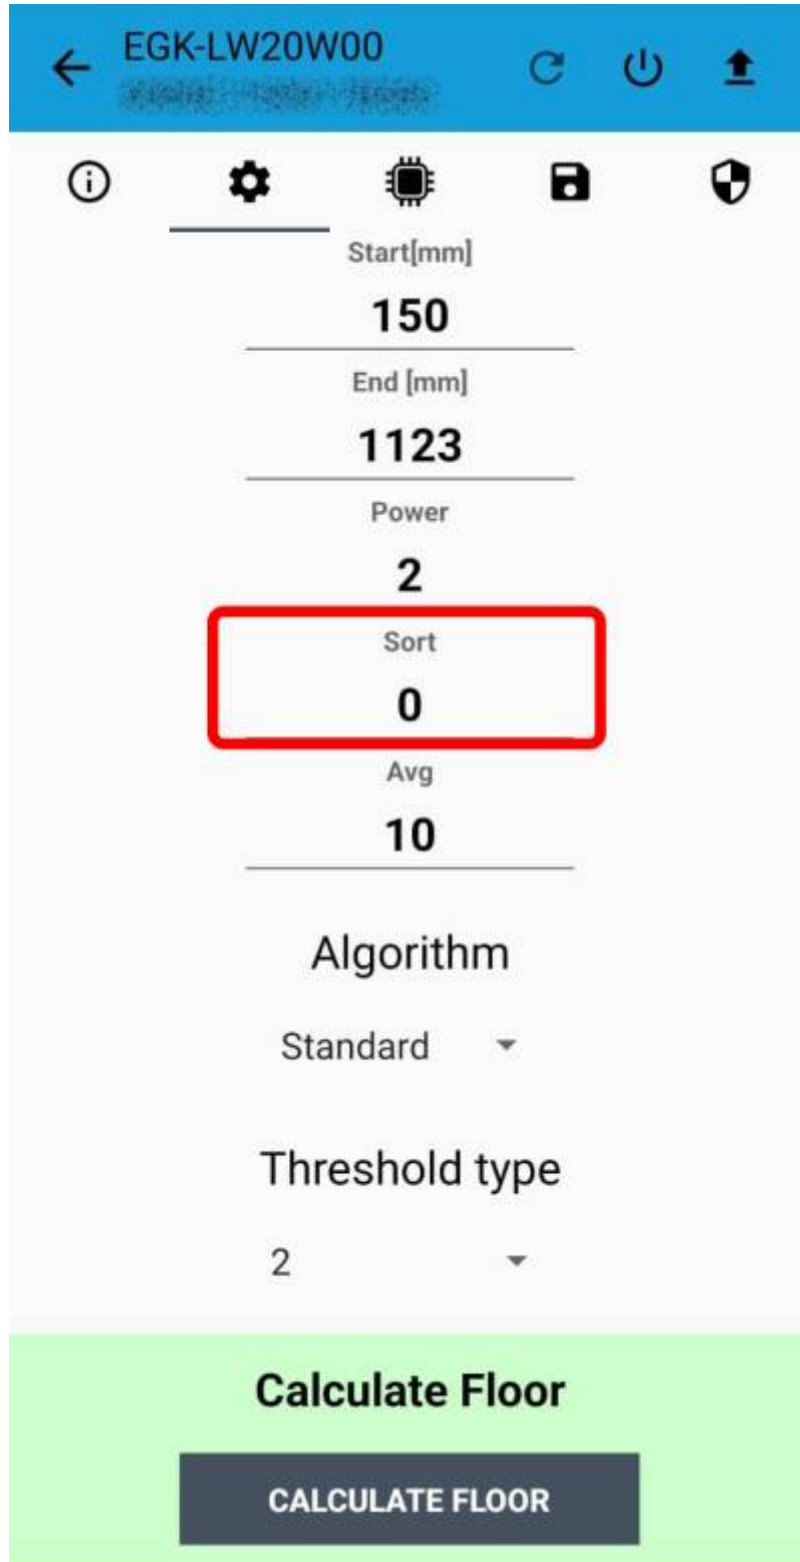 EGK-LW20W00
Start[mm]
150
End [mm]
1123
Power
2
Sort
0
Avg
10
Algorithm
Standard
Threshold type
2
Calculate Floor
CALCULATE FLOOR